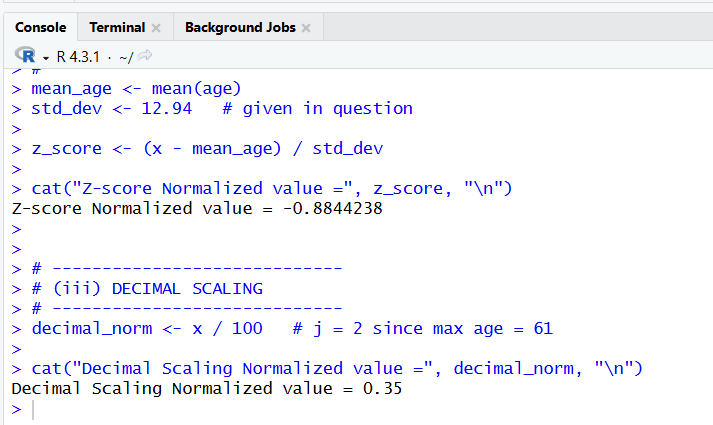 Console Terminal Background Jobs
R 4.3.1 · ~/
> #
> mean_age <- mean(age)
> std_dev <- 12.94   # given in question
>
> z_score <- (x - mean_age) / std_dev
>
> cat("Z-score Normalized value =", z_score, "\n")
Z-score Normalized value = -0.8844238
>
>
> # -----------------------------
> # (iii) DECIMAL SCALING
> # -----------------------------
> decimal_norm <- x / 100   # j = 2 since max age = 61
>
> cat("Decimal Scaling Normalized value =", decimal_norm, "\n")
Decimal Scaling Normalized value = 0.35
>